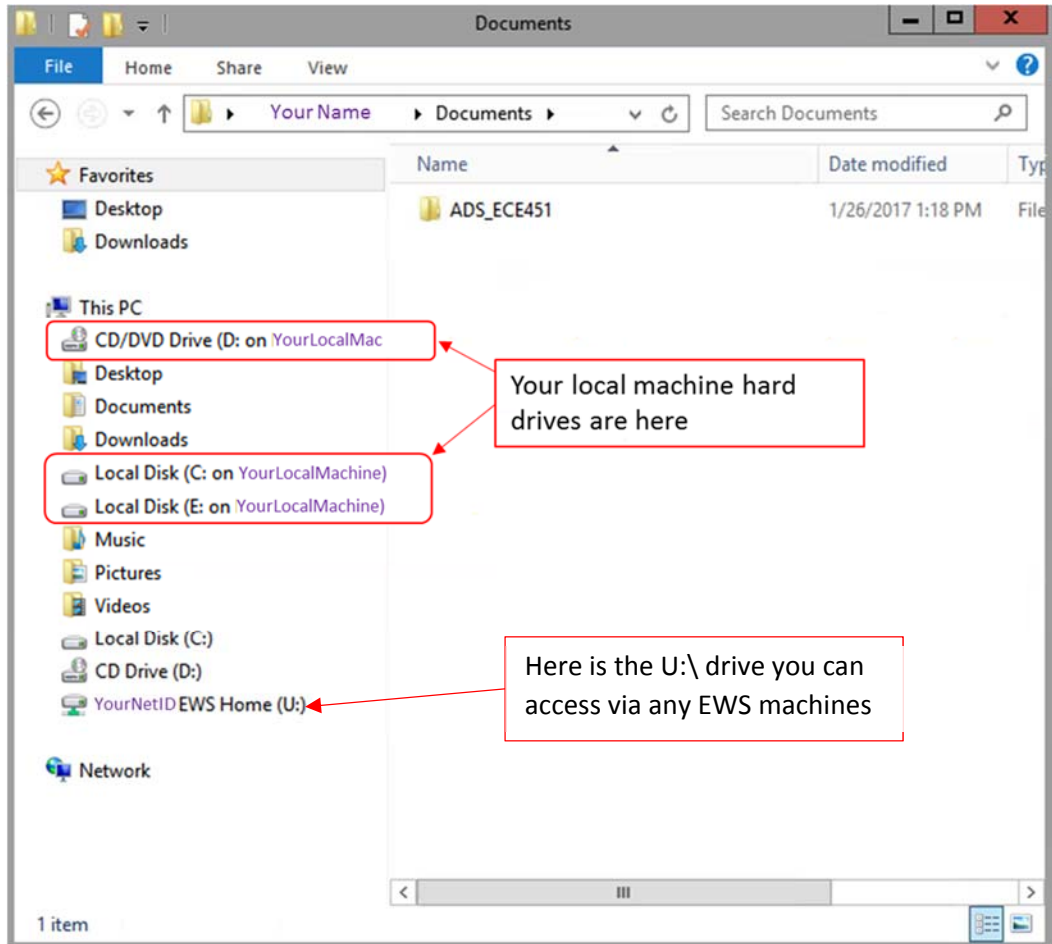 Documents
File Home Share View
Your Name Documents Search Documents
Name Date modified Typ
Favorites
Desktop
Downloads
ADS_ECE451 1/26/2017 1:18 PM File
This PC
CD/DVD Drive (D: on YourLocalMac
Desktop
Documents
Downloads
Local Disk (C: on YourLocalMachine)
Local Disk (E: on YourLocalMachine)
Music
Pictures
Videos
Local Disk (C:)
CD Drive (D:)
YourNetID EWS Home (U:)
Network
Your local machine hard
drives are here
Here is the U:\ drive you can
access via any EWS machines
1 item